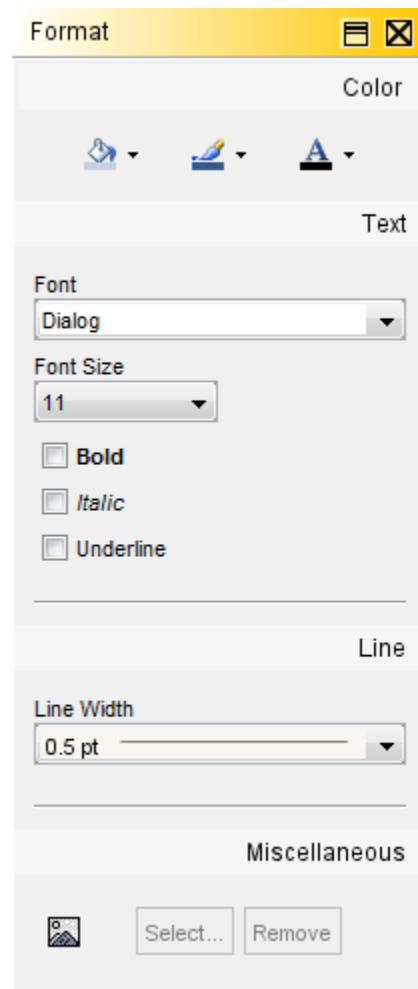 Format
Color
A
Text
Font
Dialog
Font Size
11
Bold
Italic
Underline
Line
Line Width
0.5 pt
Miscellaneous
Select... Remove